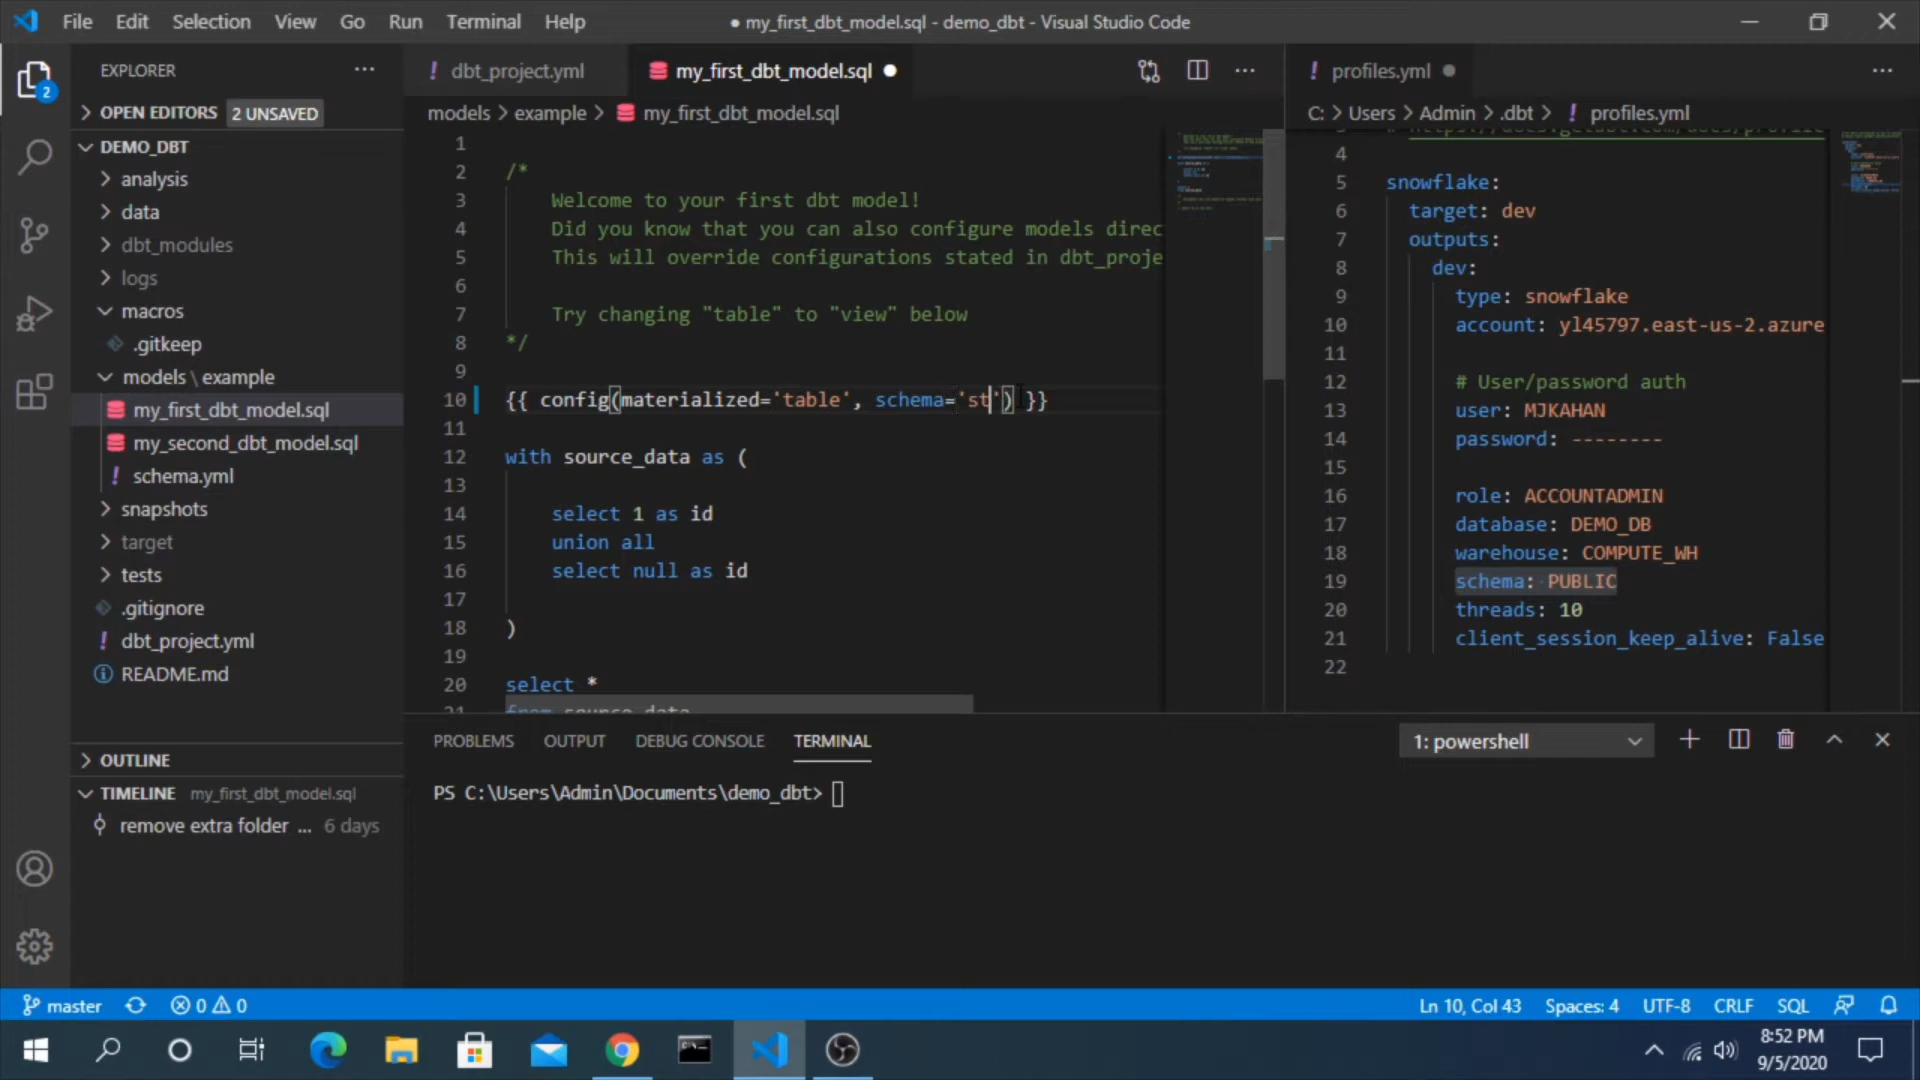 File Edit Selection View Go Run Terminal Help
● my_first_dbt_model.sql - demo_dbt - Visual Studio Code
EXPLORER
OPEN EDITORS 2 UNSAVED
DEMO_DBT
analysis
data
dbt_modules
logs
macros
.gitkeep
models \ example
my_first_dbt_model.sql
my_second_dbt_model.sql
schema.yml
snapshots
target
tests
.gitignore
dbt_project.yml
README.md
OUTLINE
TIMELINE my_first_dbt_model.sql
remove extra folder ... 6 days
2
dbt_project.yml
my_first_dbt_model.sql
models > example > my_first_dbt_model.sql
1
2 /*
3 Welcome to your first dbt model!
4 Did you know that you can also configure models direc
5 This will override configurations stated in dbt_proje
6
7 Try changing "table" to "view" below
8 */
9
10 {{ config(materialized='table', schema='st') }}
11
12 with source_data as (
13
14 select 1 as id
15 union all
16 select null as id
17
18 )
19
20 select *
21 from source_data
! profiles.yml
C: > Users > Admin > .dbt > ! profiles.yml
4
5 snowflake:
6 target: dev
7 outputs:
8 dev:
9 type: snowflake
10 account: yl45797.east-us-2.azure
11
12 # User/password auth
13 user: MJKAHAN
14 password: --------
15
16 role: ACCOUNTADMIN
17 database: DEMO_DB
18 warehouse: COMPUTE_WH
19 schema: PUBLIC
20 threads: 10
21 client_session_keep_alive: False
22
PROBLEMS OUTPUT DEBUG CONSOLE TERMINAL
1: powershell
PS C:\Users\Admin\Documents\demo_dbt>
master 0 0
Ln 10, Col 43 Spaces: 4 UTF-8 CRLF SQL
8:52 PM
9/5/2020